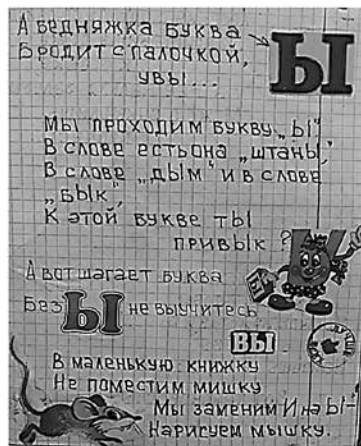 А бедняжка буква
Бродит с палочкой,
увы...
Ы
Мы проходим букву „Ы"
В слове есть она „штаны,"
В слове „дым" и в слове
„бык",
К этой букве ты
привык?
А вот шагает буква
Без Ы не выучитесь
ВЫ
В маленькую книжку
Не поместим мишку
Мы заменим И на Ы-
Нарисуем мышку.